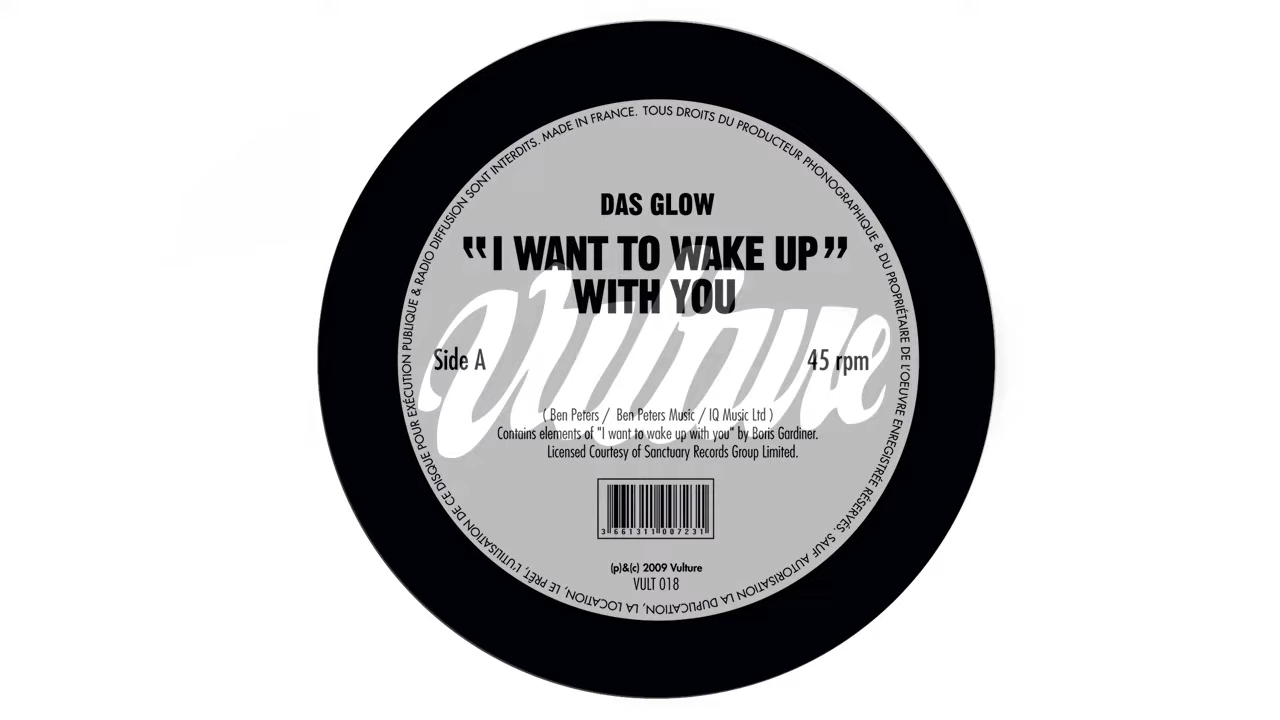 DAS GLOW
"I WANT TO WAKE UP"
WITH YOU
Vulture
Side A
45 rpm
( Ben Peters / Ben Peters Music / IQ Music Ltd )
Contains elements of "I want to wake up with you" by Boris Gardiner.
Licensed Courtesy of Sanctuary Records Group Limited.
3 661311 007231
(p)&(c) 2009 Vulture
VULT 018
TOUS DROITS DU PRODUCTEUR PHONOGRAPHIQUE & DU PROPRIÉTAIRE DE L'OEUVRE ENREGISTRÉE RÉSERVÉS. SAUF AUTORISATION LA DUPLICATION, LA LOCATION, LE PRÊT, L'UTILISATION DE CE DISQUE POUR EXÉCUTION PUBLIQUE & RADIO DIFFUSION SONT INTERDITS. MADE IN FRANCE.